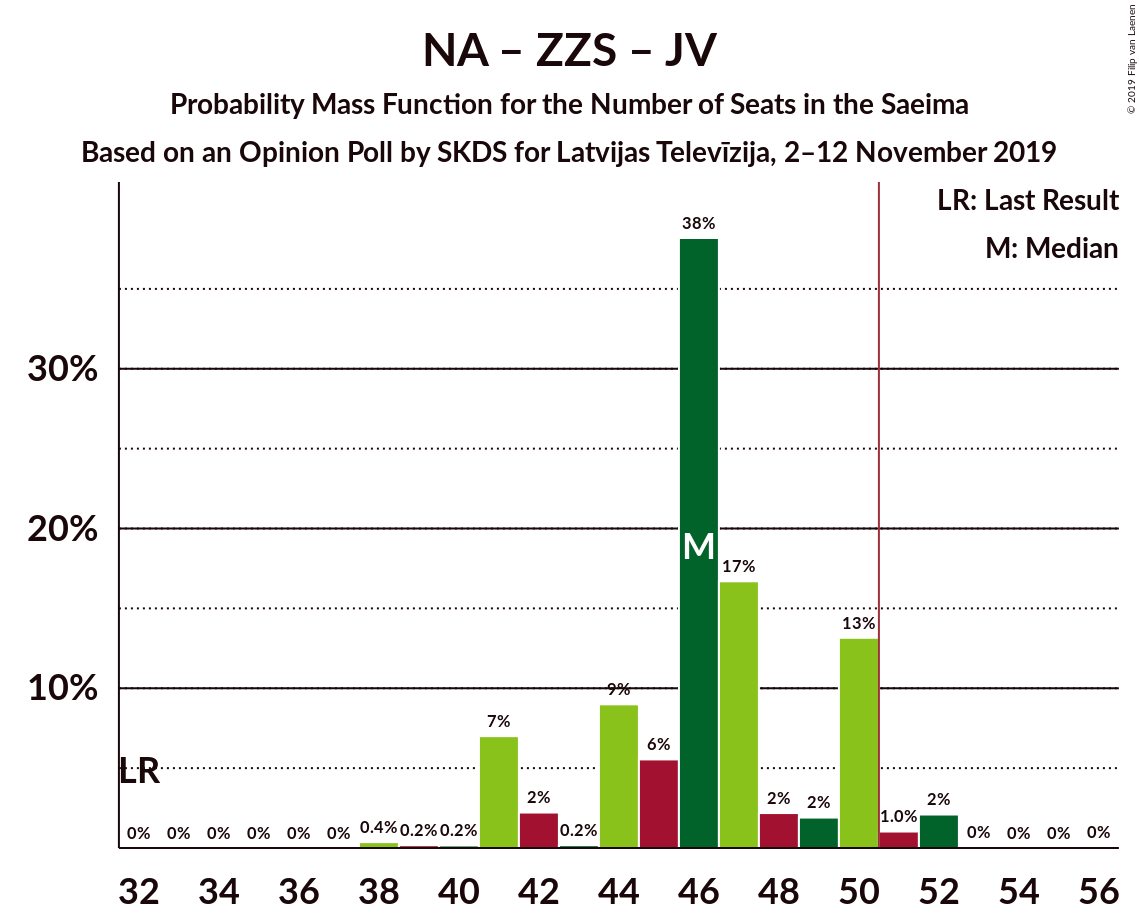 NA – ZZS – JV
Probability Mass Function for the Number of Seats in the Saeima
Based on an Opinion Poll by SKDS for Latvijas Televīzija, 2–12 November 2019
© 2019 Filip van Laenen
LR: Last Result
M: Median
38%
30%
20%
M
17%
13%
10%
9%
7%
6%
LR
2%
2%
2%
2%
0% 0% 0% 0% 0% 0% 0.4% 0.2% 0.2% 0.2% 1.0% 0% 0% 0% 0%
32 34 36 38 40 42 44 46 48 50 52 54 56